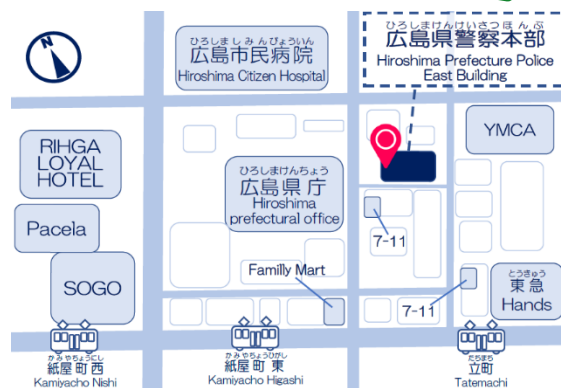 N
ひろしましみんびょういん
広島市民病院
Hiroshima Citizen Hospital
ひろしまけんけいさつほんぶ
広島県警察本部
Hiroshima Prefecture Police
East Building
YMCA
RIHGA
LOYAL
HOTEL
ひろしまけんちょう
広島県庁
Hiroshima
prefectural office
Pacela
7-11
SOGO
Familly Mart
7-11
とうきゅう
東急
Hands
かみやちょうにし
紙屋町西
Kamiyacho Nishi
かみやちょうひがし
紙屋町東
Kamiyacho Higashi
たてまち
立町
Tatemachi